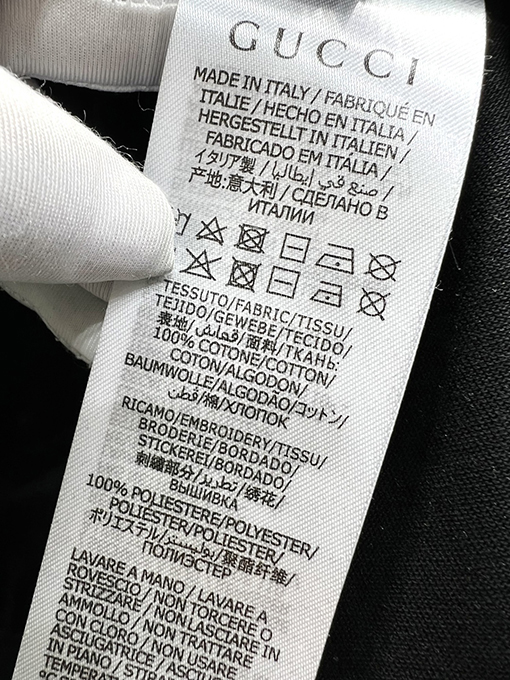 GUCCI
MADE IN ITALY / FABRIQUÉ EN
ITALIE / HECHO EN ITALIA /
HERGESTELLT IN ITALIEN /
FABRICADO EM ITÁLIA /
イタリア製 / صنع في إيطاليا /
产地:意大利 / СДЕЛАНО В
ИТАЛИИ
TESSUTO/FABRIC/TISSU/
TEJIDO/GEWEBE/TECIDO/
表地/قماش/面料/ТКАНЬ:
100% COTONE/COTTON/
COTON/ALGODON/
BAUMWOLLE/ALGODÃO/コットン/
قطن/棉/ХЛОПОК
RICAMO/EMBROIDERY/TISSU/
BRODERIE/BORDADO/
STICKEREI/BORDADO/
刺繍部分/تطريز/绣花/
ВЫШИВКА
100% POLIESTERE/POLYESTER/
POLIÉSTER/POLIESTER/
ポリエステル/بوليستر/聚酯纤维/
ПОЛИЭСТЕР
LAVARE A MANO / LAVARE A
ROVESCIO / NON TORCERE O
STRIZZARE / NON LASCIARE IN
AMMOLLO / NON TRATTARE
CON CLORO / NON USARE
ASCIUGATRICE / ASCIUG
IN PIANO / STIRARE
TEMPERAT